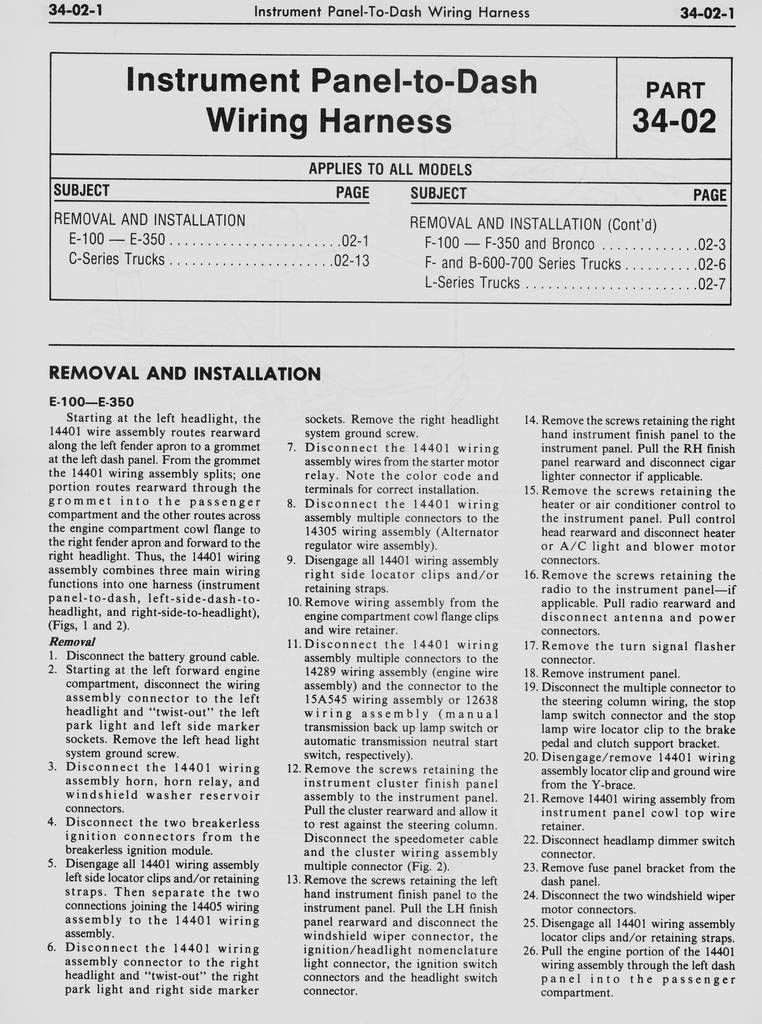 34-02-1 Instrument Panel-To-Dash Wiring Harness 34-02-1
Instrument Panel-to-Dash
Wiring Harness
PART
34-02
APPLIES TO ALL MODELS
SUBJECT PAGE
REMOVAL AND INSTALLATION
E-100 — E-350 . . . . . . . . . . . . . . . . . . . . . . . 02-1
C-Series Trucks . . . . . . . . . . . . . . . . . . . . . . 02-13
SUBJECT PAGE
REMOVAL AND INSTALLATION (Cont'd)
F-100 — F-350 and Bronco . . . . . . . . . . . . . 02-3
F- and B-600-700 Series Trucks . . . . . . . . . . 02-6
L-Series Trucks . . . . . . . . . . . . . . . . . . . . . . . 02-7
REMOVAL AND INSTALLATION
E-100—E-350
Starting at the left headlight, the
14401 wire assembly routes rearward
along the left fender apron to a grommet
at the left dash panel. From the grommet
the 14401 wiring assembly splits; one
portion routes rearward through the
grommet into the passenger
compartment and the other routes across
the engine compartment cowl flange to
the right fender apron and forward to the
right headlight. Thus, the 14401 wiring
assembly combines three main wiring
functions into one harness (instrument
panel-to-dash, left-side-dash-to-
headlight, and right-side-to-headlight),
(Figs, 1 and 2).
Removal
1. Disconnect the battery ground cable.
2. Starting at the left forward engine
compartment, disconnect the wiring
assembly connector to the left
headlight and "twist-out" the left
park light and left side marker
sockets. Remove the left head light
system ground screw.
3. Disconnect the 14401 wiring
assembly horn, horn relay, and
windshield washer reservoir
connectors.
4. Disconnect the two breakerless
ignition connectors from the
breakerless ignition module.
5. Disengage all 14401 wiring assembly
left side locator clips and/or retaining
straps. Then separate the two
connections joining the 14405 wiring
assembly to the 14401 wiring
assembly.
6. Disconnect the 14401 wiring
assembly connector to the right
headlight and "twist-out" the right
park light and right side marker
sockets. Remove the right headlight
system ground screw.
7. Disconnect the 14401 wiring
assembly wires from the starter motor
relay. Note the color code and
terminals for correct installation.
8. Disconnect the 14401 wiring
assembly multiple connectors to the
14305 wiring assembly (Alternator
regulator wire assembly).
9. Disengage all 14401 wiring assembly
right side locator clips and/or
retaining straps.
10. Remove wiring assembly from the
engine compartment cowl flange clips
and wire retainer.
11. Disconnect the 14401 wiring
assembly multiple connectors to the
14289 wiring assembly (engine wire
assembly) and the connector to the
15A545 wiring assembly or 12638
wiring assembly (manual
transmission back up lamp switch or
automatic transmission neutral start
switch, respectively).
12. Remove the screws retaining the
instrument cluster finish panel
assembly to the instrument panel.
Pull the cluster rearward and allow it
to rest against the steering column.
Disconnect the speedometer cable
and the cluster wiring assembly
multiple connector (Fig. 2).
13. Remove the screws retaining the left
hand instrument finish panel to the
instrument panel. Pull the LH finish
panel rearward and disconnect the
windshield wiper connector, the
ignition/headlight nomenclature
light connector, the ignition switch
connectors and the headlight switch
connector.
14. Remove the screws retaining the right
hand instrument finish panel to the
instrument panel. Pull the RH finish
panel rearward and disconnect cigar
lighter connector if applicable.
15. Remove the screws retaining the
heater or air conditioner control to
the instrument panel. Pull control
head rearward and disconnect heater
or A/C light and blower motor
connectors.
16. Remove the screws retaining the
radio to the instrument panel—if
applicable. Pull radio rearward and
disconnect antenna and power
connectors.
17. Remove the turn signal flasher
connector.
18. Remove instrument panel.
19. Disconnect the multiple connector to
the steering column wiring, the stop
lamp switch connector and the stop
lamp wire locator clip to the brake
pedal and clutch support bracket.
20. Disengage/remove 14401 wiring
assembly locator clip and ground wire
from the Y-brace.
21. Remove 14401 wiring assembly from
instrument panel cowl top wire
retainer.
22. Disconnect headlamp dimmer switch
connector.
23. Remove fuse panel bracket from the
dash panel.
24. Disconnect the two windshield wiper
motor connectors.
25. Disengage all 14401 wiring assembly
locator clips and/or retaining straps.
26. Pull the engine portion of the 14401
wiring assembly through the left dash
panel into the passenger
compartment.